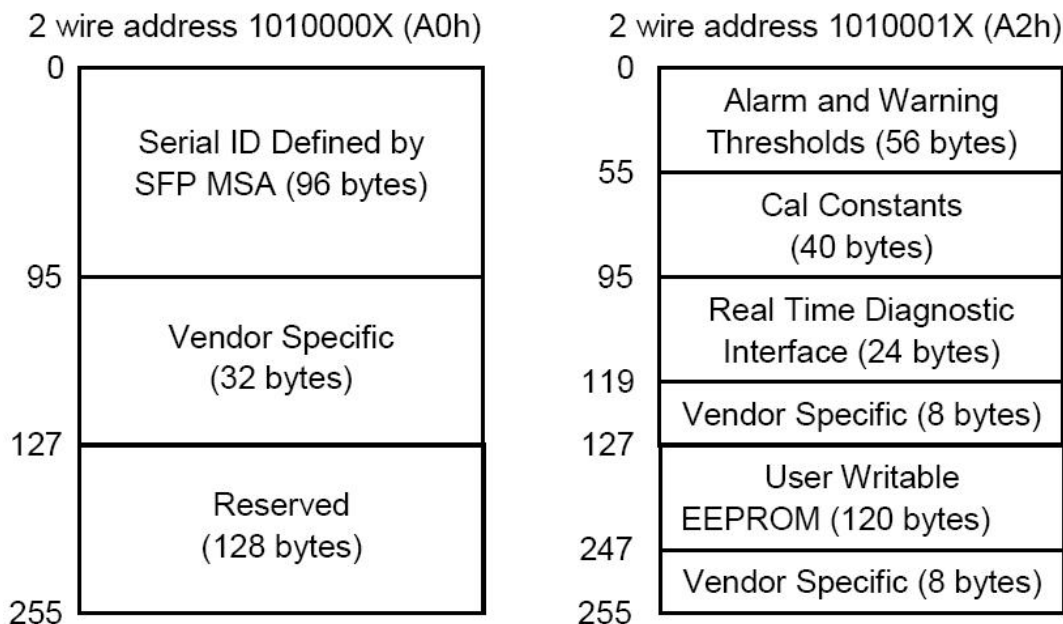 2 wire address 1010000X (A0h)
0
Serial ID Defined by
SFP MSA (96 bytes)
95
Vendor Specific
(32 bytes)
127
Reserved
(128 bytes)
255
2 wire address 1010001X (A2h)
0
Alarm and Warning
Thresholds (56 bytes)
55
Cal Constants
(40 bytes)
95
Real Time Diagnostic
Interface (24 bytes)
119
Vendor Specific (8 bytes)
127
User Writable
EEPROM (120 bytes)
247
Vendor Specific (8 bytes)
255